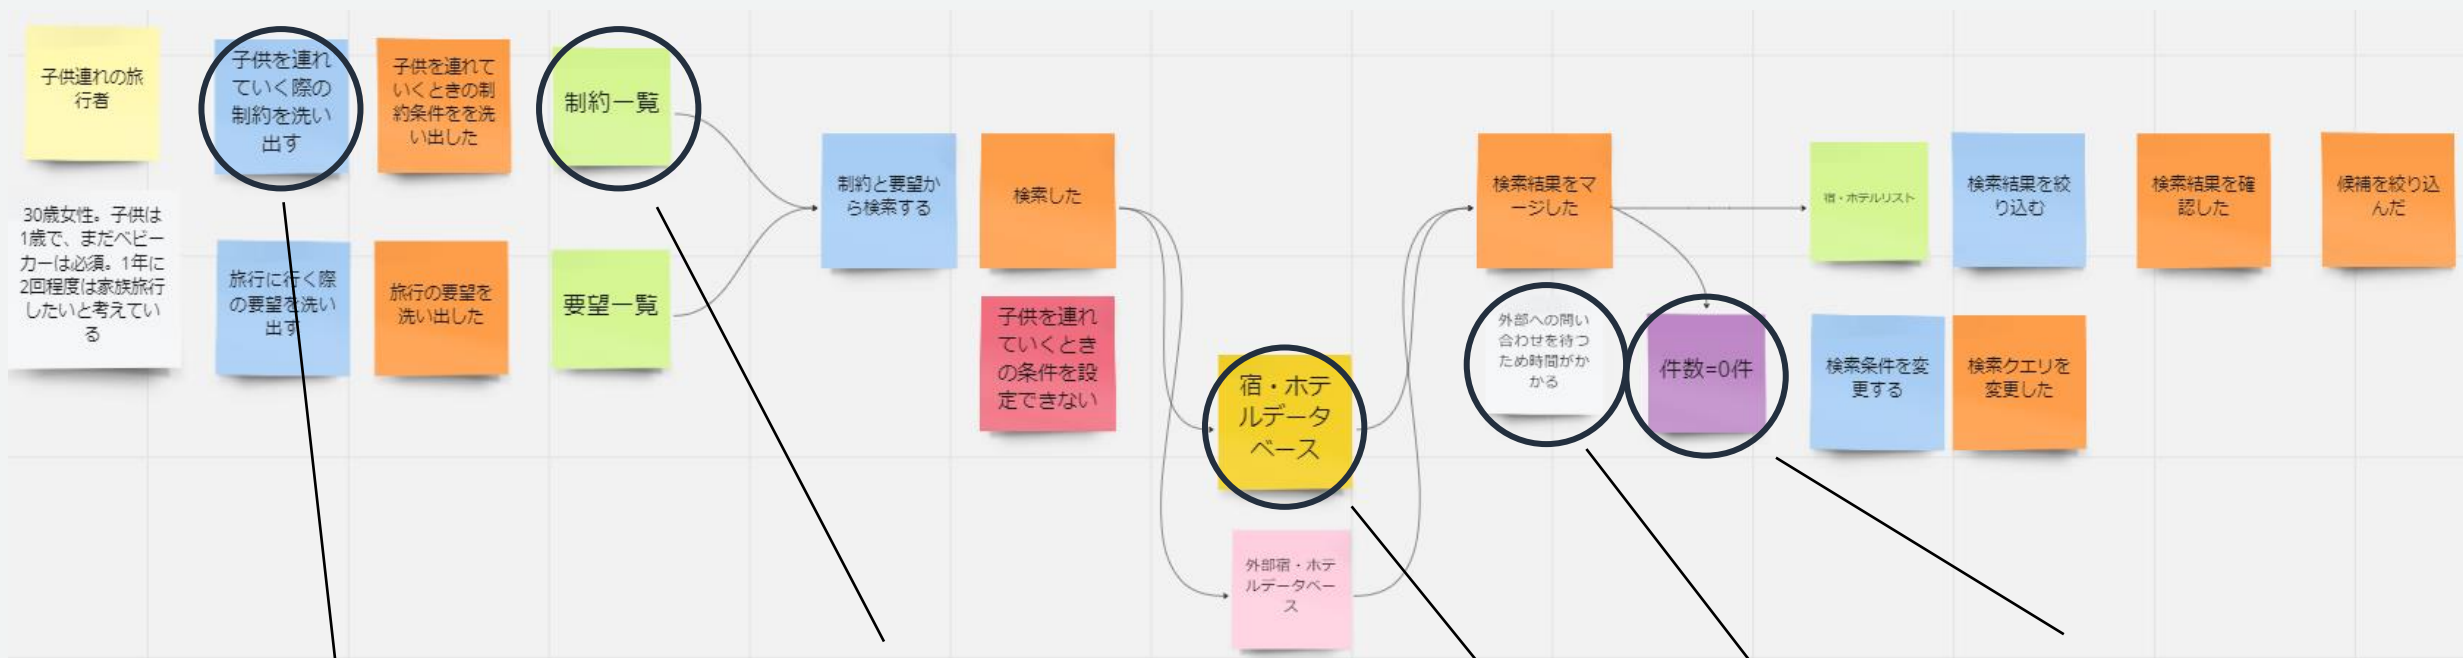 子供連れの旅
行者
子供を連れ
ていく際の
制約を洗い
出す
子供を連れて
いくときの制
約条件をを洗
い出した
制約一覧
30歳女性。子供は
1歳で、まだベビー
カーは必須。1年に
2回程度は家族旅行
したいと考えてい
る
旅行に行く際
の要望を洗い
出す
旅行の要望を
洗い出した
要望一覧
制約と要望か
ら検索する
検索した
子供を連れ
ていくとき
の条件を設
定できない
宿・ホテ
ルデータ
ベース
外部宿・ホテ
ルデータベー
ス
検索結果をマ
ージした
外部への問い
合わせを待つ
ため時間がか
かる
件数=0件
宿・ホテルリスト
検索結果を絞
り込む
検索結果を確
認した
候補を絞り込
んだ
検索条件を変
更する
検索クエリを
変更した